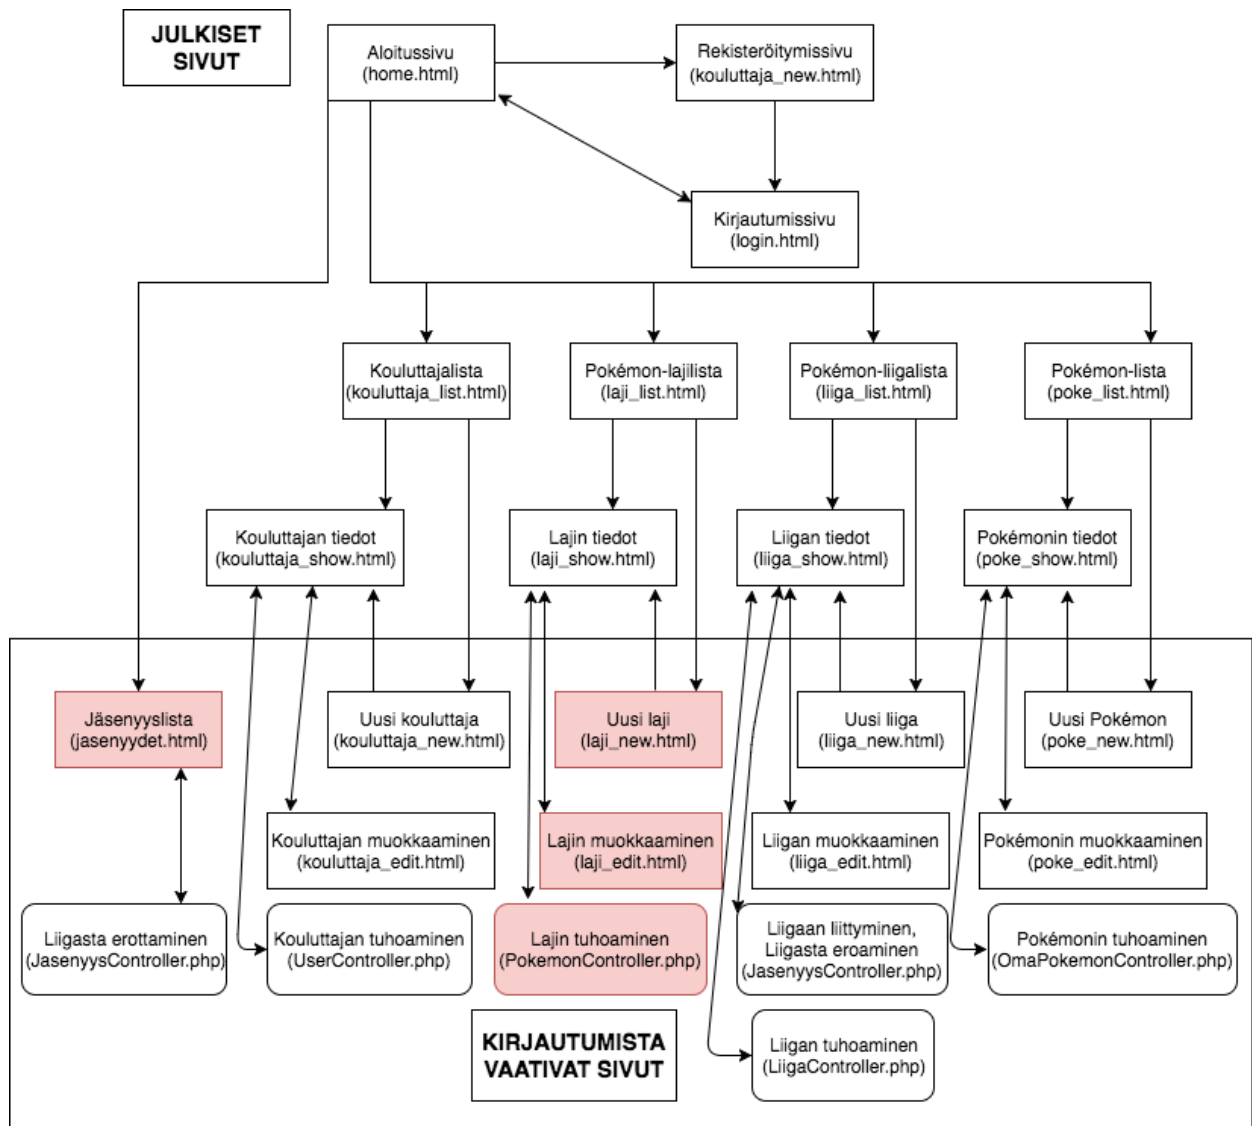 JULKISET
SIVUT
Aloitussivu
(home.html)
Rekisteröitymissivu
(kouluttaja_new.html)
Kirjautumissivu
(login.html)
Kouluttajalista
(kouluttaja_list.html)
Pokémon-lajilista
(laji_list.html)
Pokémon-liigalista
(liiga_list.html)
Pokémon-lista
(poke_list.html)
Kouluttajan tiedot
(kouluttaja_show.html)
Lajin tiedot
(laji_show.html)
Liigan tiedot
(liiga_show.html)
Pokémonin tiedot
(poke_show.html)
Jäsenyyslista
(jasenyydet.html)
Uusi kouluttaja
(kouluttaja_new.html)
Uusi laji
(laji_new.html)
Uusi liiga
(liiga_new.html)
Uusi Pokémon
(poke_new.html)
Kouluttajan muokkaaminen
(kouluttaja_edit.html)
Lajin muokkaaminen
(laji_edit.html)
Liigan muokkaaminen
(liiga_edit.html)
Pokémonin muokkaaminen
(poke_edit.html)
Liigasta erottaminen
(JasenyysController.php)
Kouluttajan tuhoaminen
(UserController.php)
Lajin tuhoaminen
(PokemonController.php)
Liigaan liittyminen,
Liigasta eroaminen
(JasenyysController.php)
Pokémonin tuhoaminen
(OmaPokemonController.php)
KIRJAUTUMISTA
VAATIVAT SIVUT
Liigan tuhoaminen
(LiigaController.php)